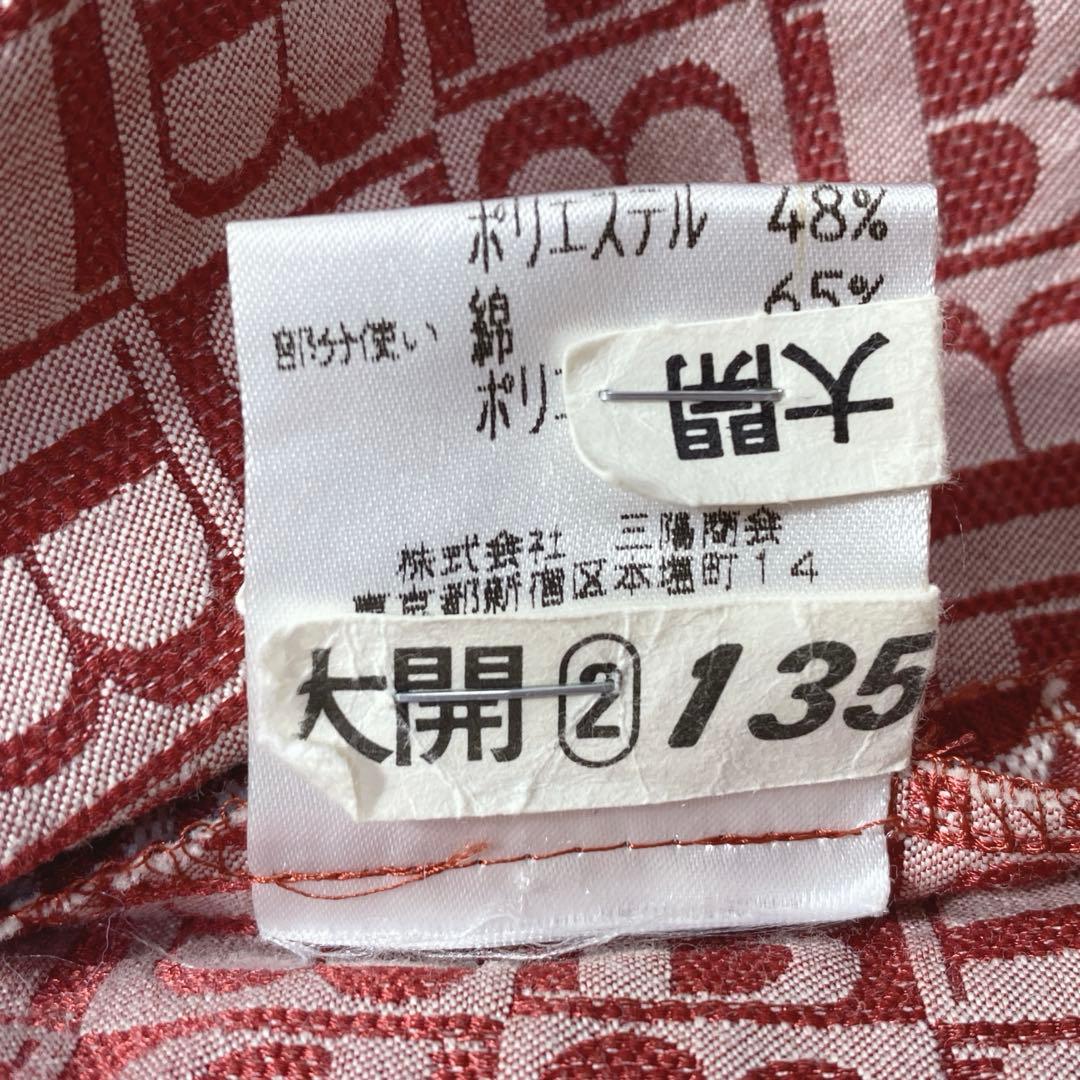 ポリエステル 48%
部分使い 綿 65%
ポリ
大開
株式会社 三陽商会
東京都新宿区本塩町14
大開 ② 135